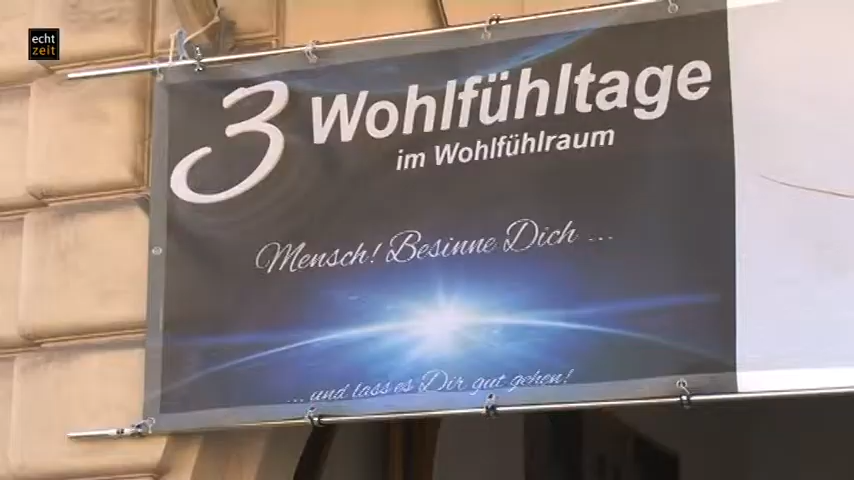 echt
zeit
3 Wohlfühltage
im Wohlfühlraum
Mensch! Besinne Dich ...
... und lass es Dir gut gehen!